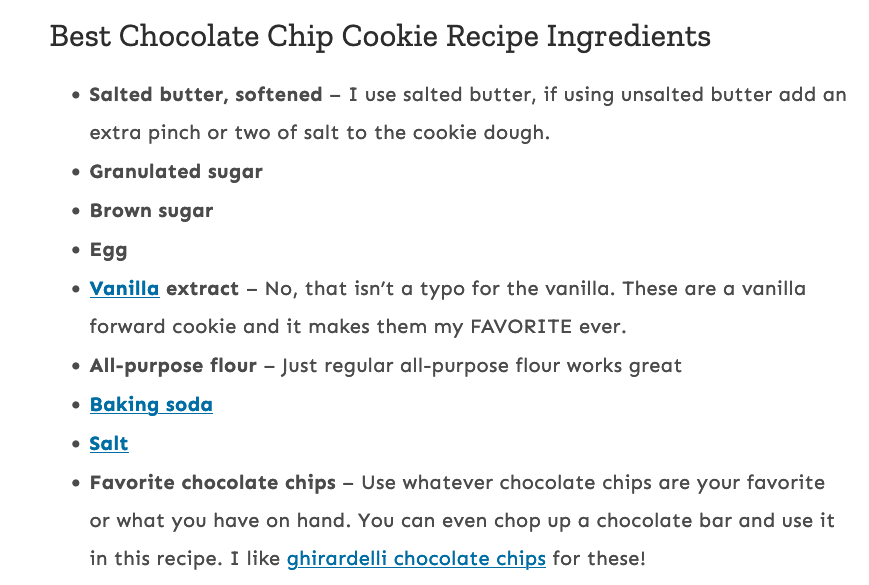 Best Chocolate Chip Cookie Recipe Ingredients
• Salted butter, softened – I use salted butter, if using unsalted butter add an
extra pinch or two of salt to the cookie dough.
• Granulated sugar
• Brown sugar
• Egg
• Vanilla extract – No, that isn’t a typo for the vanilla. These are a vanilla
forward cookie and it makes them my FAVORITE ever.
• All-purpose flour – Just regular all-purpose flour works great
• Baking soda
• Salt
• Favorite chocolate chips – Use whatever chocolate chips are your favorite
or what you have on hand. You can even chop up a chocolate bar and use it
in this recipe. I like ghirardelli chocolate chips for these!